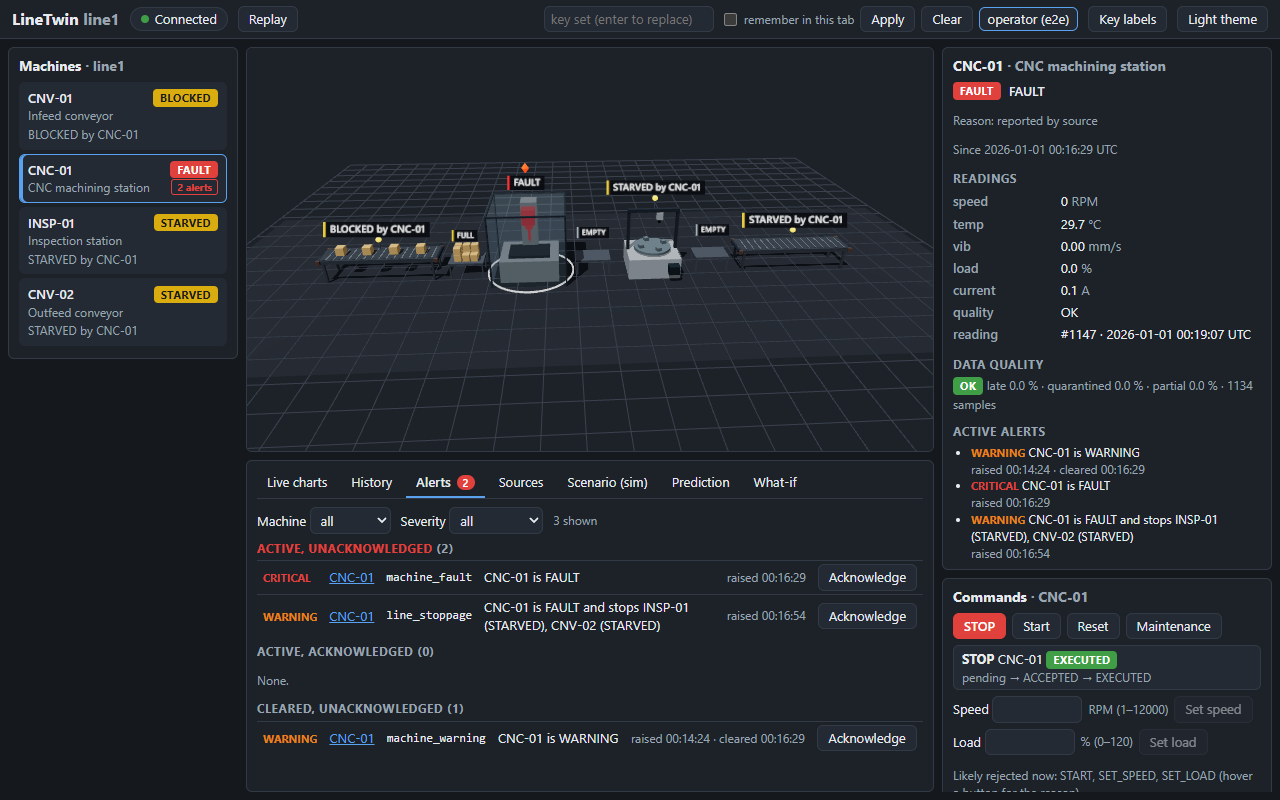 LineTwin line1
Connected
Replay
key set (enter to replace)
remember in this tab
Apply
Clear
operator (e2e)
Key labels
Light theme
Machines · line1
CNV-01
BLOCKED
Infeed conveyor
BLOCKED by CNC-01
CNC-01
FAULT
CNC machining station
2 alerts
INSP-01
STARVED
Inspection station
STARVED by CNC-01
CNV-02
STARVED
Outfeed conveyor
STARVED by CNC-01
FAULT
STARVED by CNC-01
BLOCKED by CNC-01
FULL
EMPTY
EMPTY
STARVED by CNC-01
Live charts
History
Alerts 2
Sources
Scenario (sim)
Prediction
What-if
Machine all
Severity all
3 shown
ACTIVE, UNACKNOWLEDGED (2)
CRITICAL CNC-01 machine_fault CNC-01 is FAULT raised 00:16:29 Acknowledge
WARNING CNC-01 line_stoppage CNC-01 is FAULT and stops INSP-01
(STARVED), CNV-02 (STARVED) raised 00:16:54 Acknowledge
ACTIVE, ACKNOWLEDGED (0)
None.
CLEARED, UNACKNOWLEDGED (1)
WARNING CNC-01 machine_warning CNC-01 is WARNING raised 00:14:24 · cleared 00:16:29 Acknowledge
CNC-01 · CNC machining station
FAULT FAULT
Reason: reported by source
Since 2026-01-01 00:16:29 UTC
READINGS
speed 0 RPM
temp 29.7 °C
vib 0.00 mm/s
load 0.0 %
current 0.1 A
quality OK
reading #1147 · 2026-01-01 00:19:07 UTC
DATA QUALITY
OK late 0.0 % · quarantined 0.0 % · partial 0.0 % · 1134
samples
ACTIVE ALERTS
WARNING CNC-01 is WARNING
raised 00:14:24 · cleared 00:16:29
CRITICAL CNC-01 is FAULT
raised 00:16:29
WARNING CNC-01 is FAULT and stops INSP-01
(STARVED), CNV-02 (STARVED)
raised 00:16:54
Commands · CNC-01
STOP
Start
Reset
Maintenance
STOP CNC-01 EXECUTED
pending → ACCEPTED → EXECUTED
Speed RPM (1–12000) Set speed
Load % (0–120) Set load
Likely rejected now: START, SET_SPEED, SET_LOAD (hover
a button for the reason)